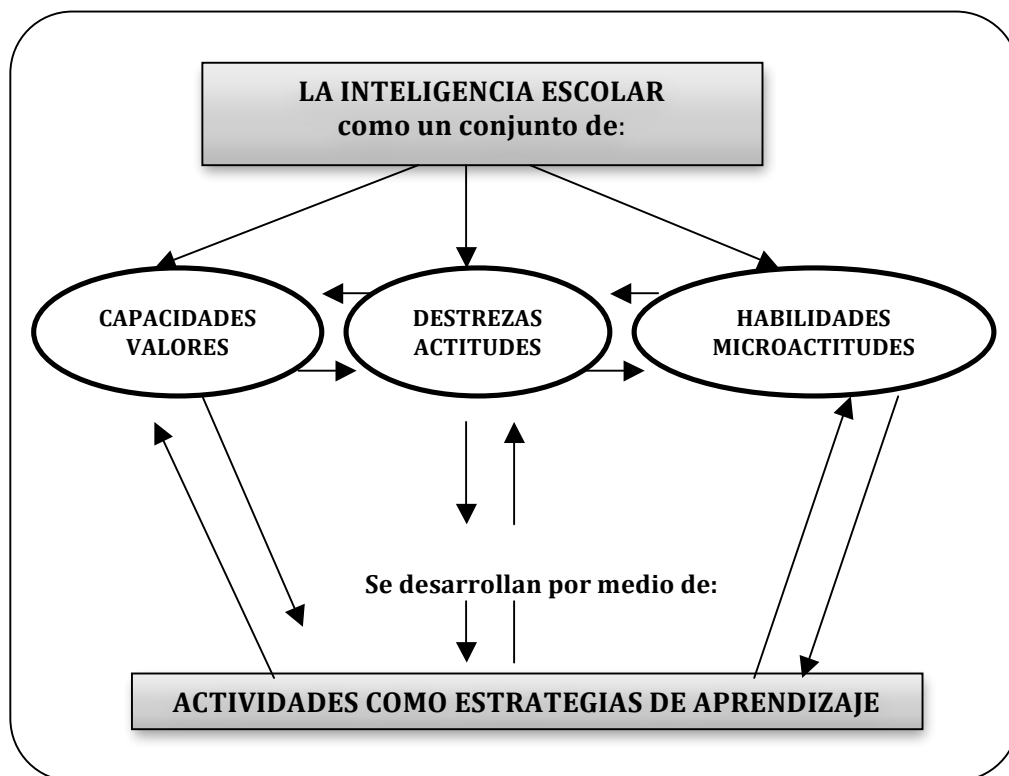 LA INTELIGENCIA ESCOLAR
como un conjunto de:
CAPACIDADES
VALORES
DESTREZAS
ACTITUDES
HABILIDADES
MICROACTITUDES
Se desarrollan por medio de:
ACTIVIDADES COMO ESTRATEGIAS DE APRENDIZAJE